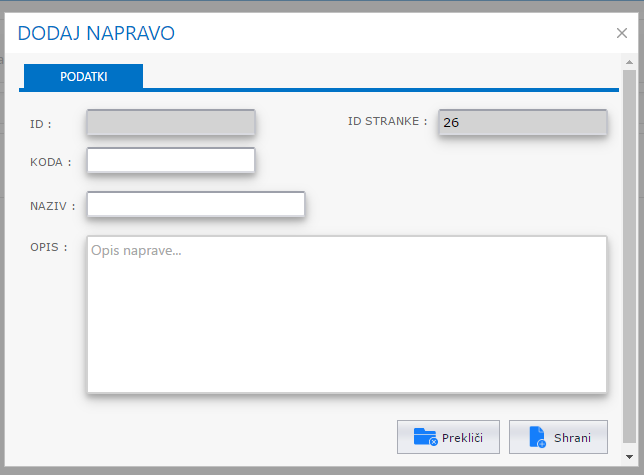 DODAJ NAPRAVO
PODATKI
ID :
ID STRANKE : 26
KODA :
NAZIV :
OPIS : Opis naprave...
Prekliči Shrani